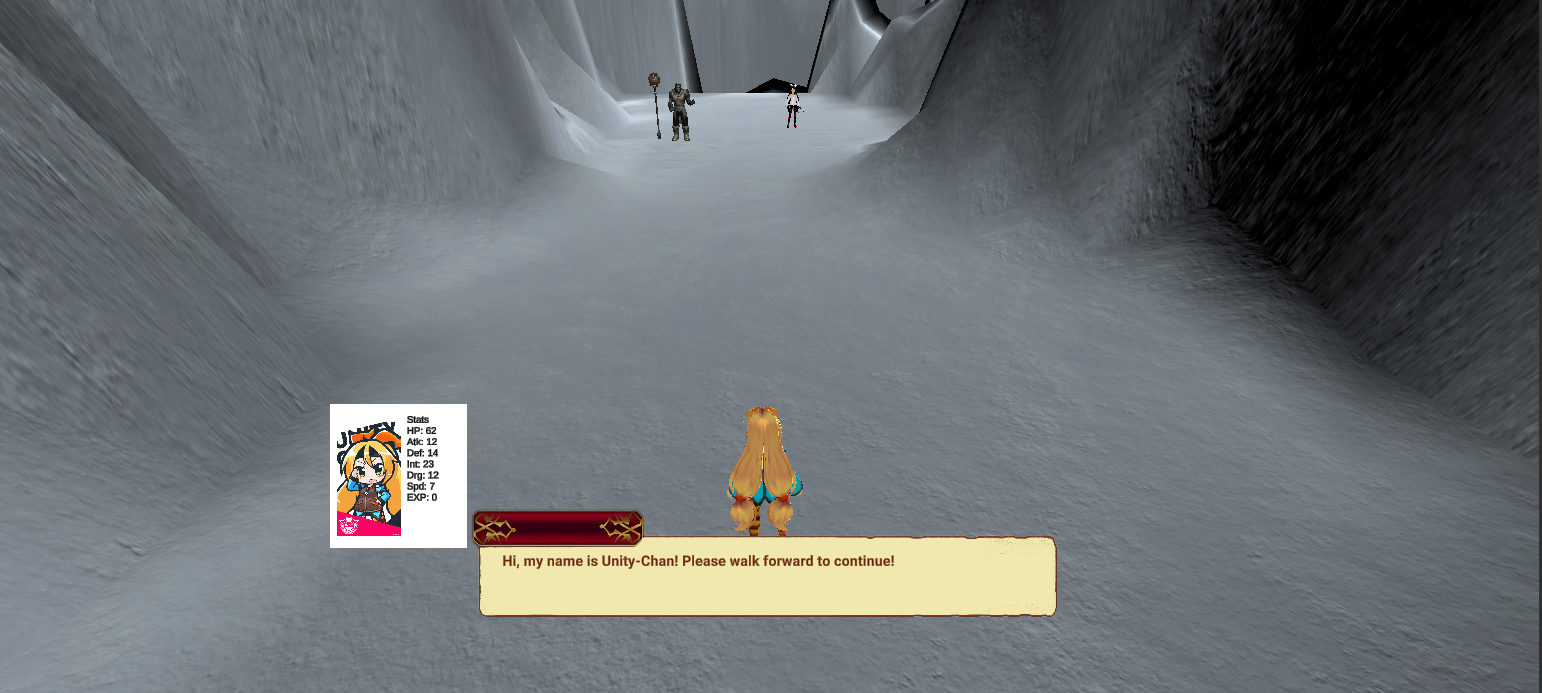 UNITY
Stats
HP: 62
Atk: 12
Def: 14
Int: 23
Drg: 12
Spd: 7
EXP: 0
Hi, my name is Unity-Chan! Please walk forward to continue!